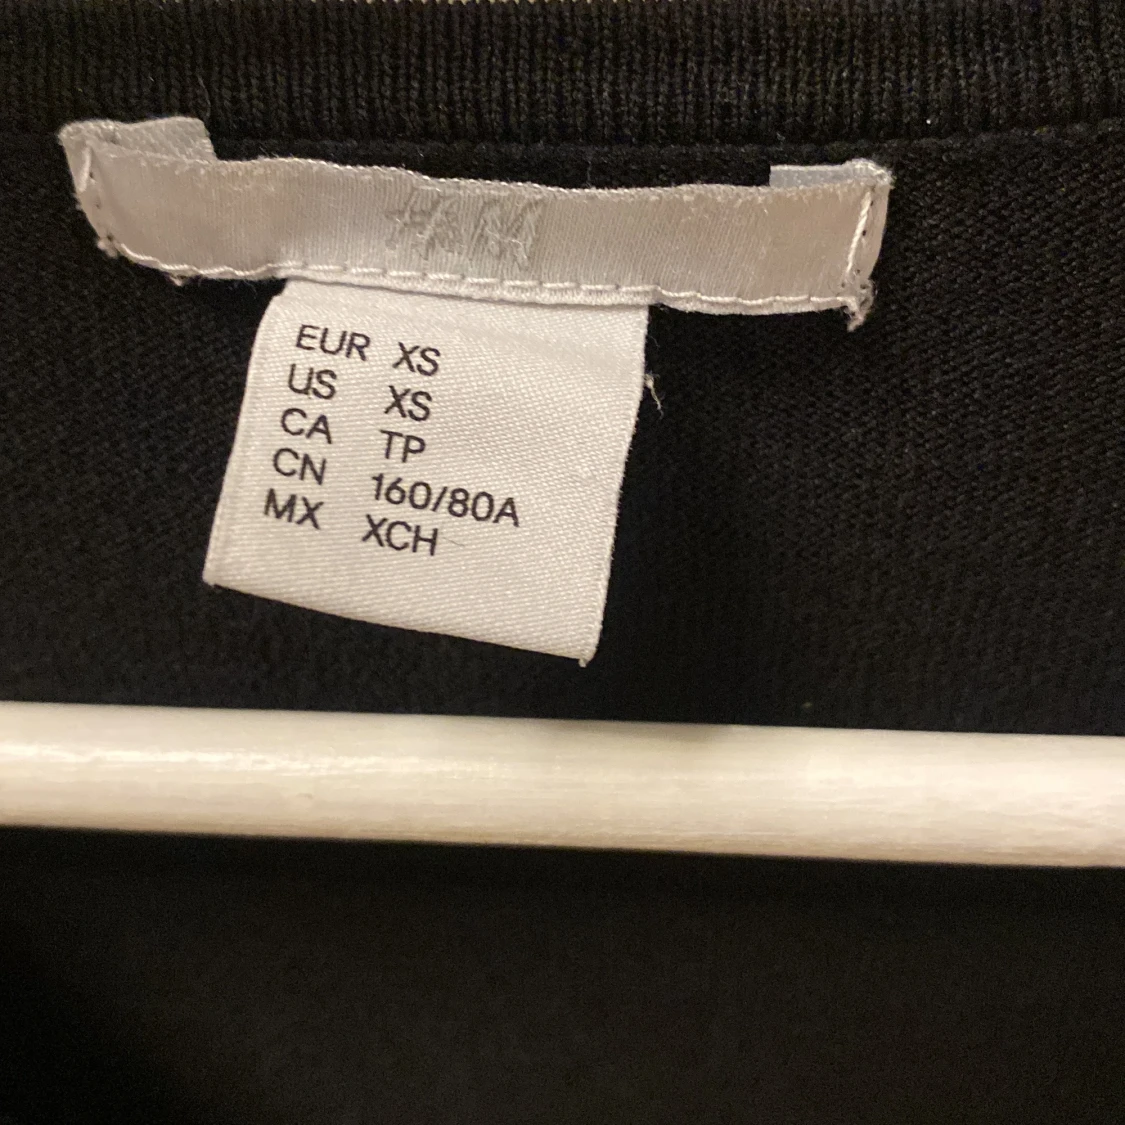 H&M
EUR XS
US XS
CA TP
CN 160/80A
MX XCH